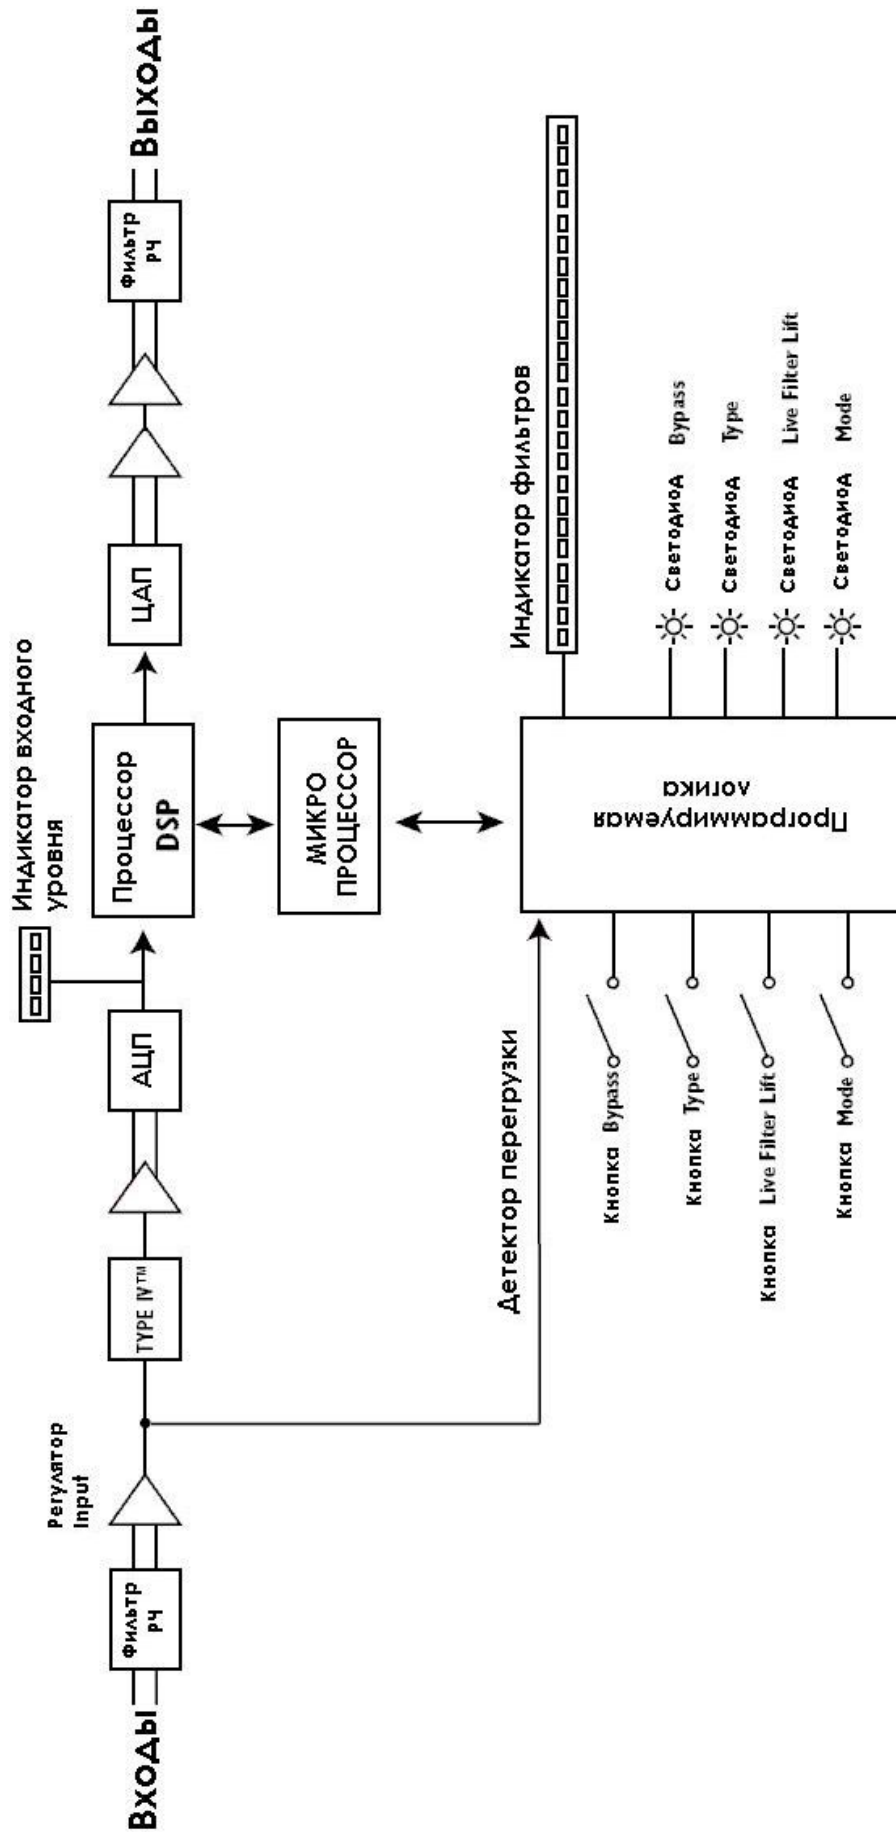 Входы
Фильтр
РЧ
Регулятор
Input
TYPE IV™
АЦП
Индикатор входного
уровня
Процессор
DSP
ЦАП
Фильтр
РЧ
Выходы
МИКРО
ПРОЦЕССОР
Детектор перегрузки
Программируемая
логика
Индикатор фильтров
Кнопка Bypass
Кнопка Type
Кнопка Live Filter Lift
Кнопка Mode
Светодиод Bypass
Светодиод Type
Светодиод Live Filter Lift
Светодиод Mode